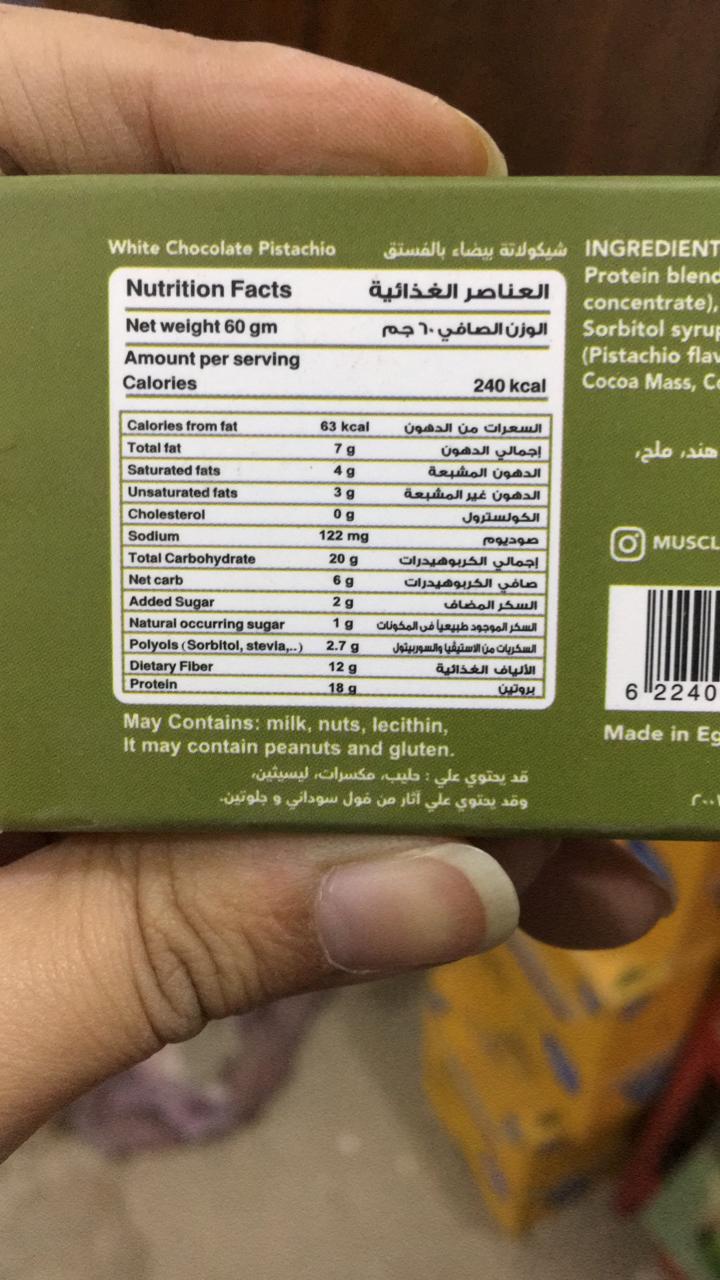 White Chocolate Pistachio شيكولاتة بيضاء بالفستق
Nutrition Facts العناصر الغذائية
Net weight 60 gm الوزن الصافي ٦٠ جم
Amount per serving
Calories 240 kcal
Calories from fat 63 kcal السعرات من الدهون
Total fat 7 g إجمالي الدهون
Saturated fats 4 g الدهون المشبعة
Unsaturated fats 3 g الدهون غير المشبعة
Cholesterol 0 g الكولسترول
Sodium 122 mg صوديوم
Total Carbohydrate 20 g إجمالي الكربوهيدرات
Net carb 6 g صافي الكربوهيدرات
Added Sugar 2 g السكر المضاف
Natural occurring sugar 1 g السكر الموجود طبيعياً فى المكونات
Polyols (Sorbitol, stevia,..) 2.7 g السكريات من الاستيفيا والسوربيتول
Dietary Fiber 12 g الألياف الغذائية
Protein 18 g بروتين
May Contains: milk, nuts, lecithin,
It may contain peanuts and gluten.
قد يحتوي علي : حليب، مكسرات، ليسيثين،
وقد يحتوي علي آثار من فول سوداني و جلوتين.
INGREDIENT
Protein blend
concentrate),
Sorbitol syrup
(Pistachio flav
Cocoa Mass, Co
هند، ملح،
MUSCL
6 2240
Made in Eg